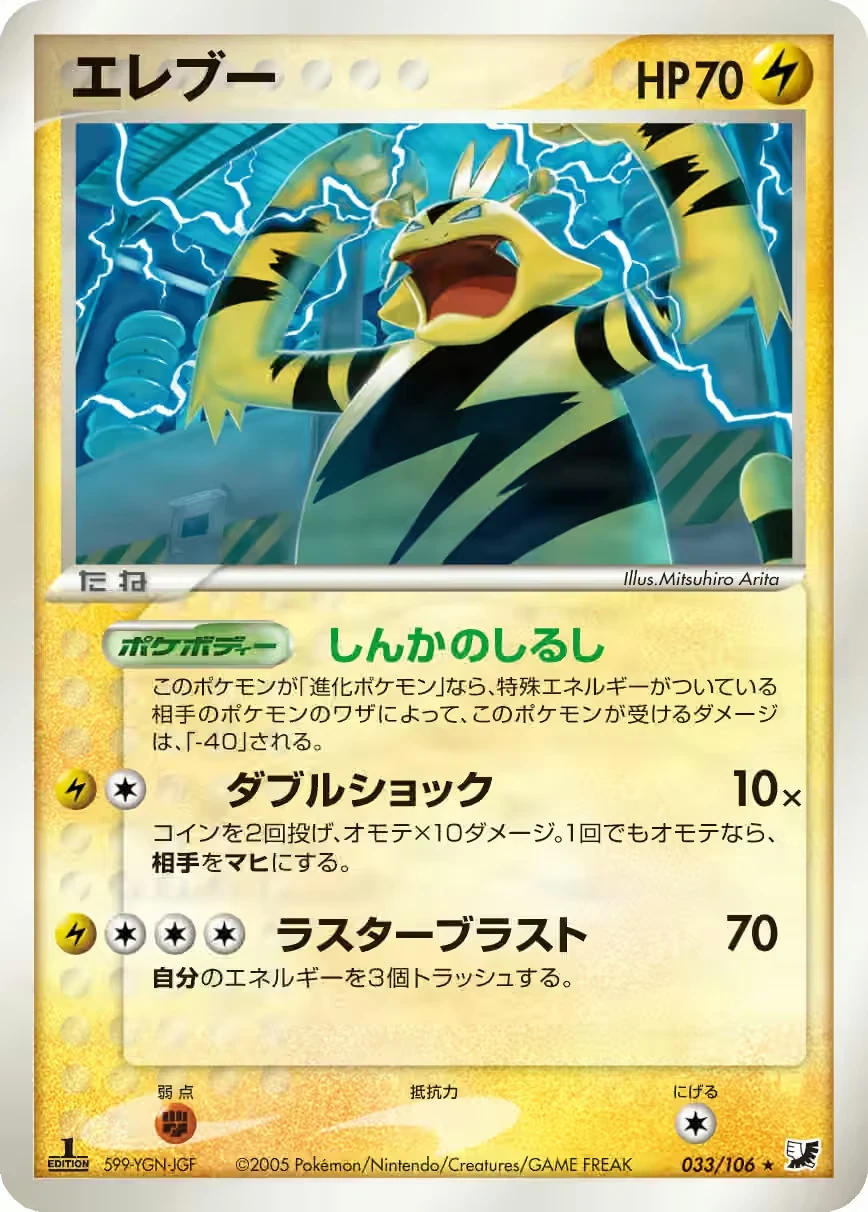 エレブー HP70
たね Illus.Mitsuhiro Arita
ポケボディー しんかのしるし
このポケモンが「進化ポケモン」なら、特殊エネルギーがついている
相手のポケモンのワザによって、このポケモンが受けるダメージ
は、「-40」される。
ダブルショック 10×
コインを2回投げ、オモテ×10ダメージ。1回でもオモテなら、
相手をマヒにする。
ラスターブラスト 70
自分のエネルギーを3個トラッシュする。
弱点 抵抗力 にげる
1 EDITION 599-YGN-JGF ©2005 Pokémon/Nintendo/Creatures/GAME FREAK 033/106 ★